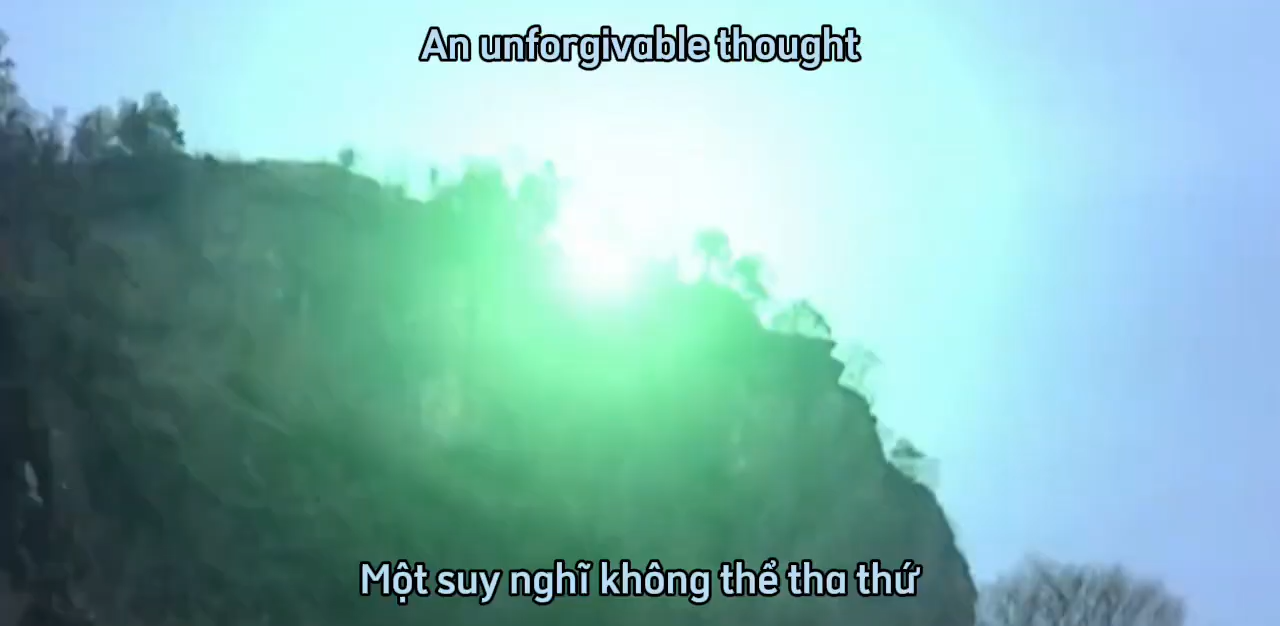 An unforgivable thought
Một suy nghĩ không thể tha thứ